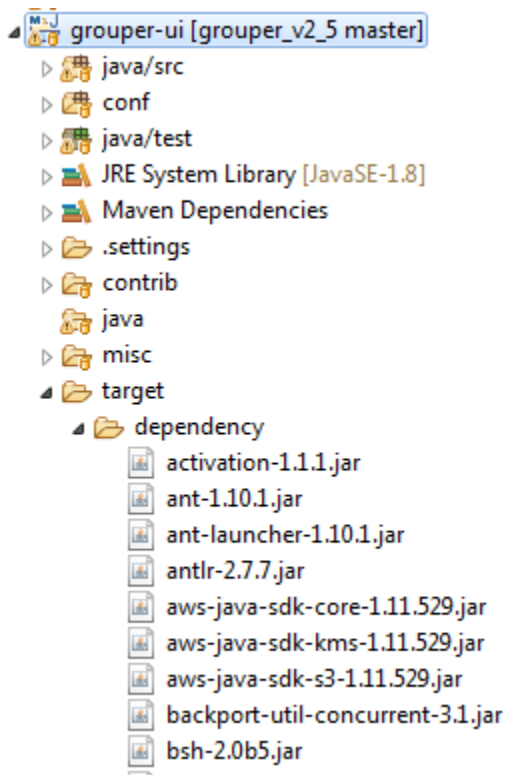 grouper-ui [grouper_v2_5 master]
java/src
conf
java/test
JRE System Library [JavaSE-1.8]
Maven Dependencies
.settings
contrib
java
misc
target
dependency
activation-1.1.1.jar
ant-1.10.1.jar
ant-launcher-1.10.1.jar
antlr-2.7.7.jar
aws-java-sdk-core-1.11.529.jar
aws-java-sdk-kms-1.11.529.jar
aws-java-sdk-s3-1.11.529.jar
backport-util-concurrent-3.1.jar
bsh-2.0b5.jar